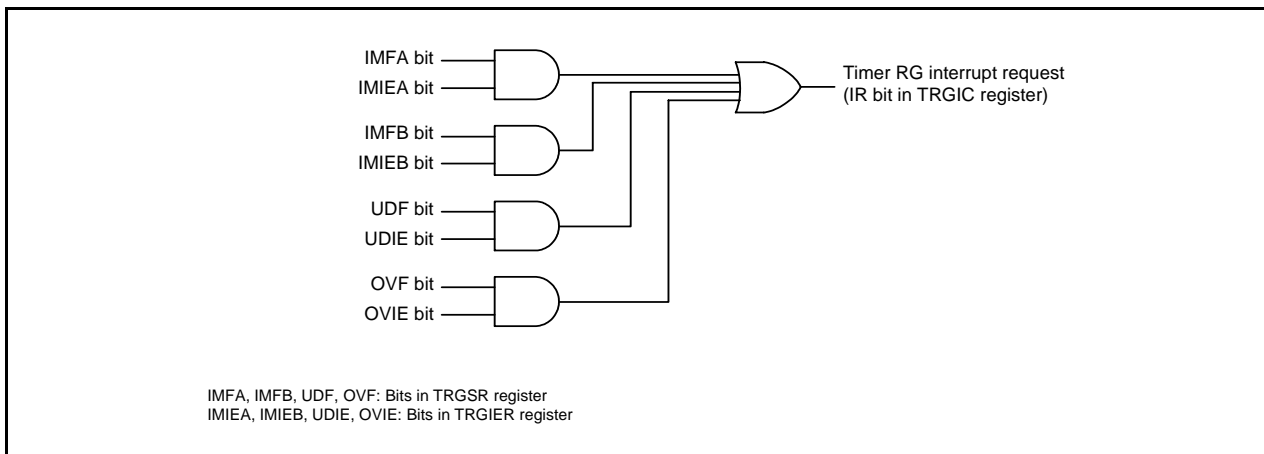 IMFA bit
IMIEA bit
IMFB bit
IMIEB bit
UDF bit
UDIE bit
OVF bit
OVIE bit
Timer RG interrupt request
(IR bit in TRGIC register)
IMFA, IMFB, UDF, OVF: Bits in TRGSR register
IMIEA, IMIEB, UDIE, OVIE: Bits in TRGIER register